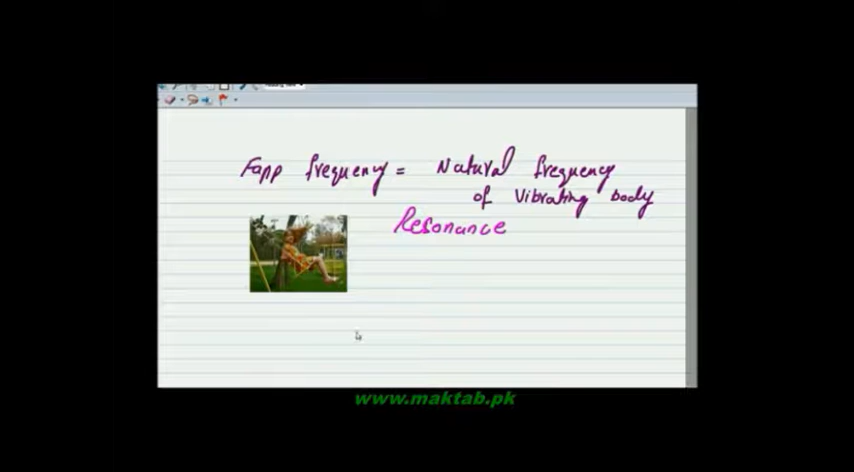 Fapp frequency = Natural frequency
of Vibrating body
Resonance
www.maktab.pk